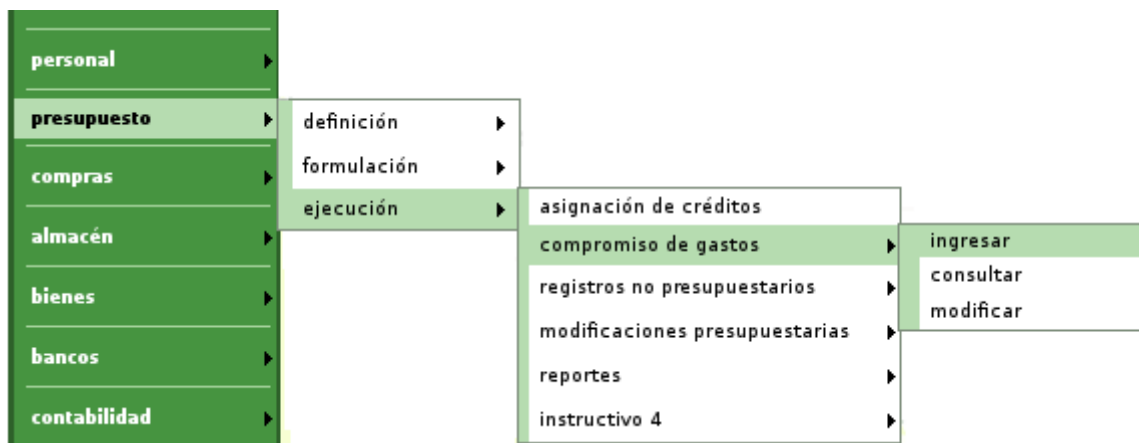 personal
presupuesto
compras
almacén
bienes
bancos
contabilidad
definición
formulación
ejecución
asignación de créditos
compromiso de gastos
registros no presupuestarios
modificaciones presupuestarias
reportes
instructivo 4
ingresar
consultar
modificar